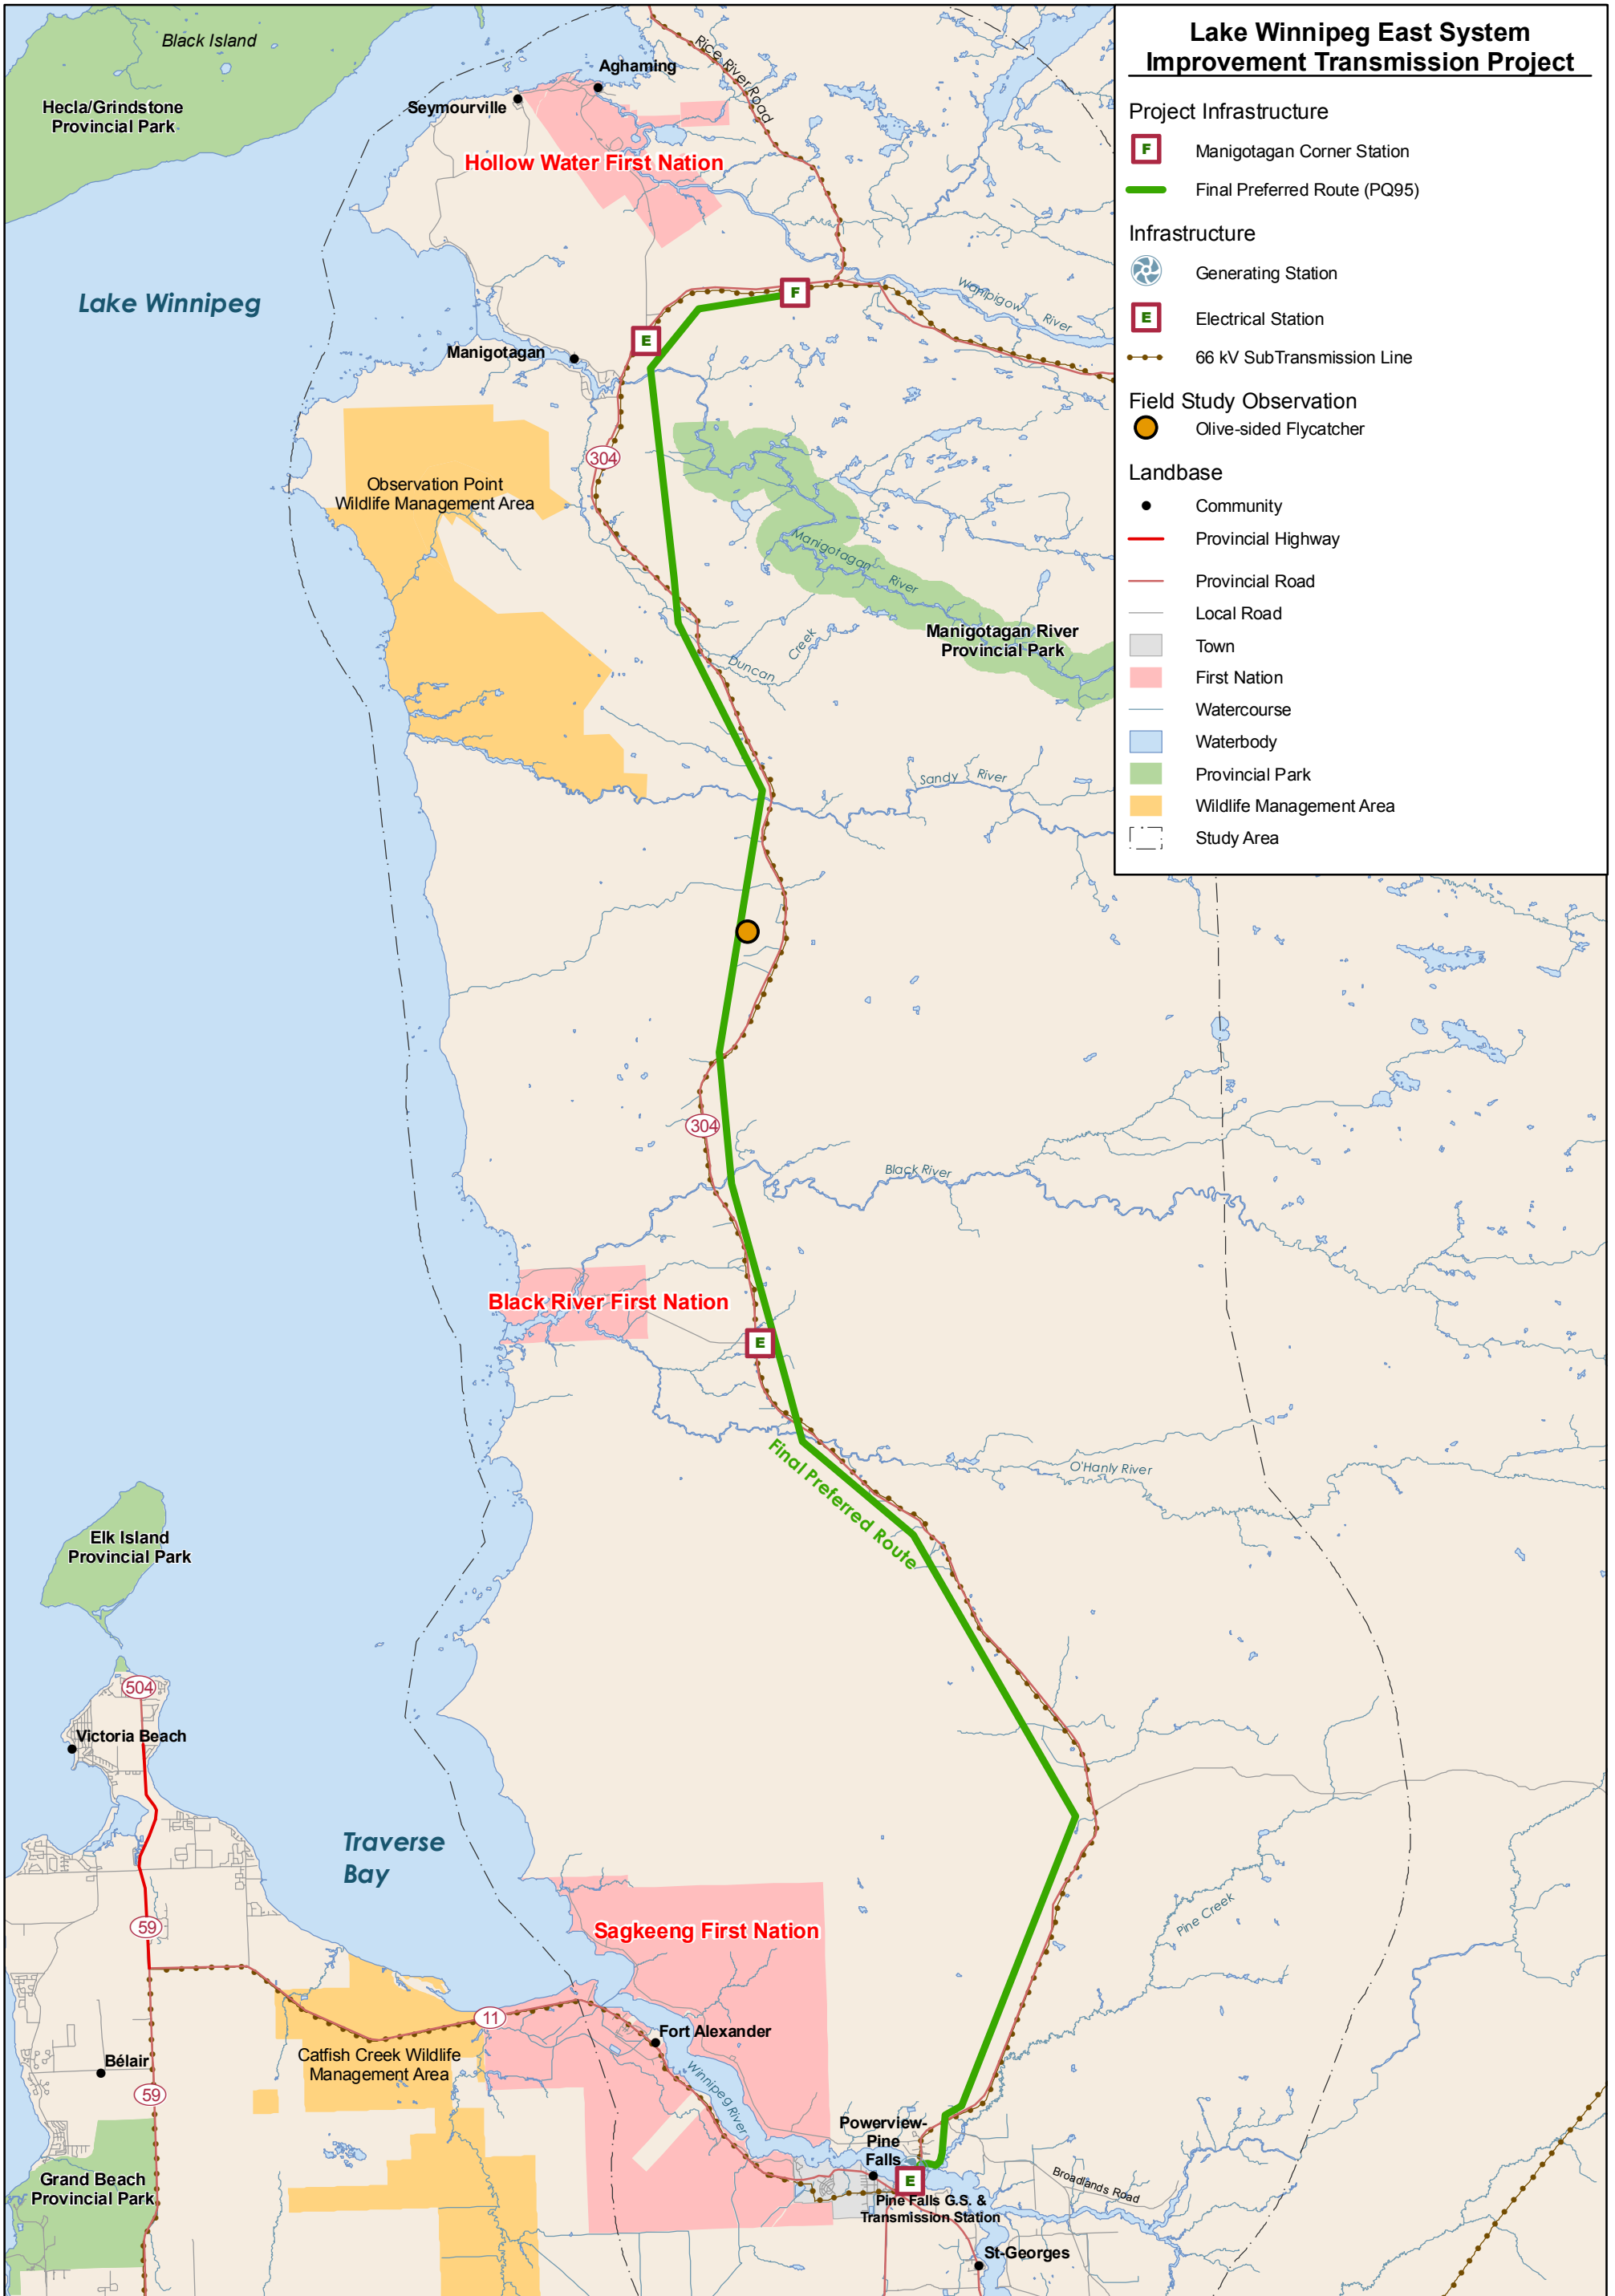 Lake Winnipeg East System
Improvement Transmission Project
Project Infrastructure
F
Manigotagan Corner Station
Final Preferred Route (PQ95)
Infrastructure
Generating Station
E
Electrical Station
66 kV SubTransmission Line
Field Study Observation
Olive-sided Flycatcher
Landbase
Community
Provincial Highway
Provincial Road
Local Road
Town
First Nation
Watercourse
Waterbody
Provincial Park
Wildlife Management Area
Study Area
Black Island
Hecla/Grindstone
Provincial Park
Aghaming
Seymourville
Rice River Road
Hollow Water First Nation
Lake Winnipeg
F
E
Wanipigow River
Manigotagan
304
Observation Point
Wildlife Management Area
Manigotagan River
Manigotagan River
Provincial Park
Duncan Creek
Sandy River
304
Black River
Black River First Nation
E
O'Hanly River
Final Preferred Route
Elk Island
Provincial Park
504
Victoria Beach
Traverse
Bay
59
Sagkeeng First Nation
Pine Creek
11
Fort Alexander
Catfish Creek Wildlife
Management Area
Bélair
59
Winnipeg River
Powerview-
Pine
Falls
E
Broadlands Road
Grand Beach
Provincial Park
Pine Falls G.S. &
Transmission Station
St-Georges